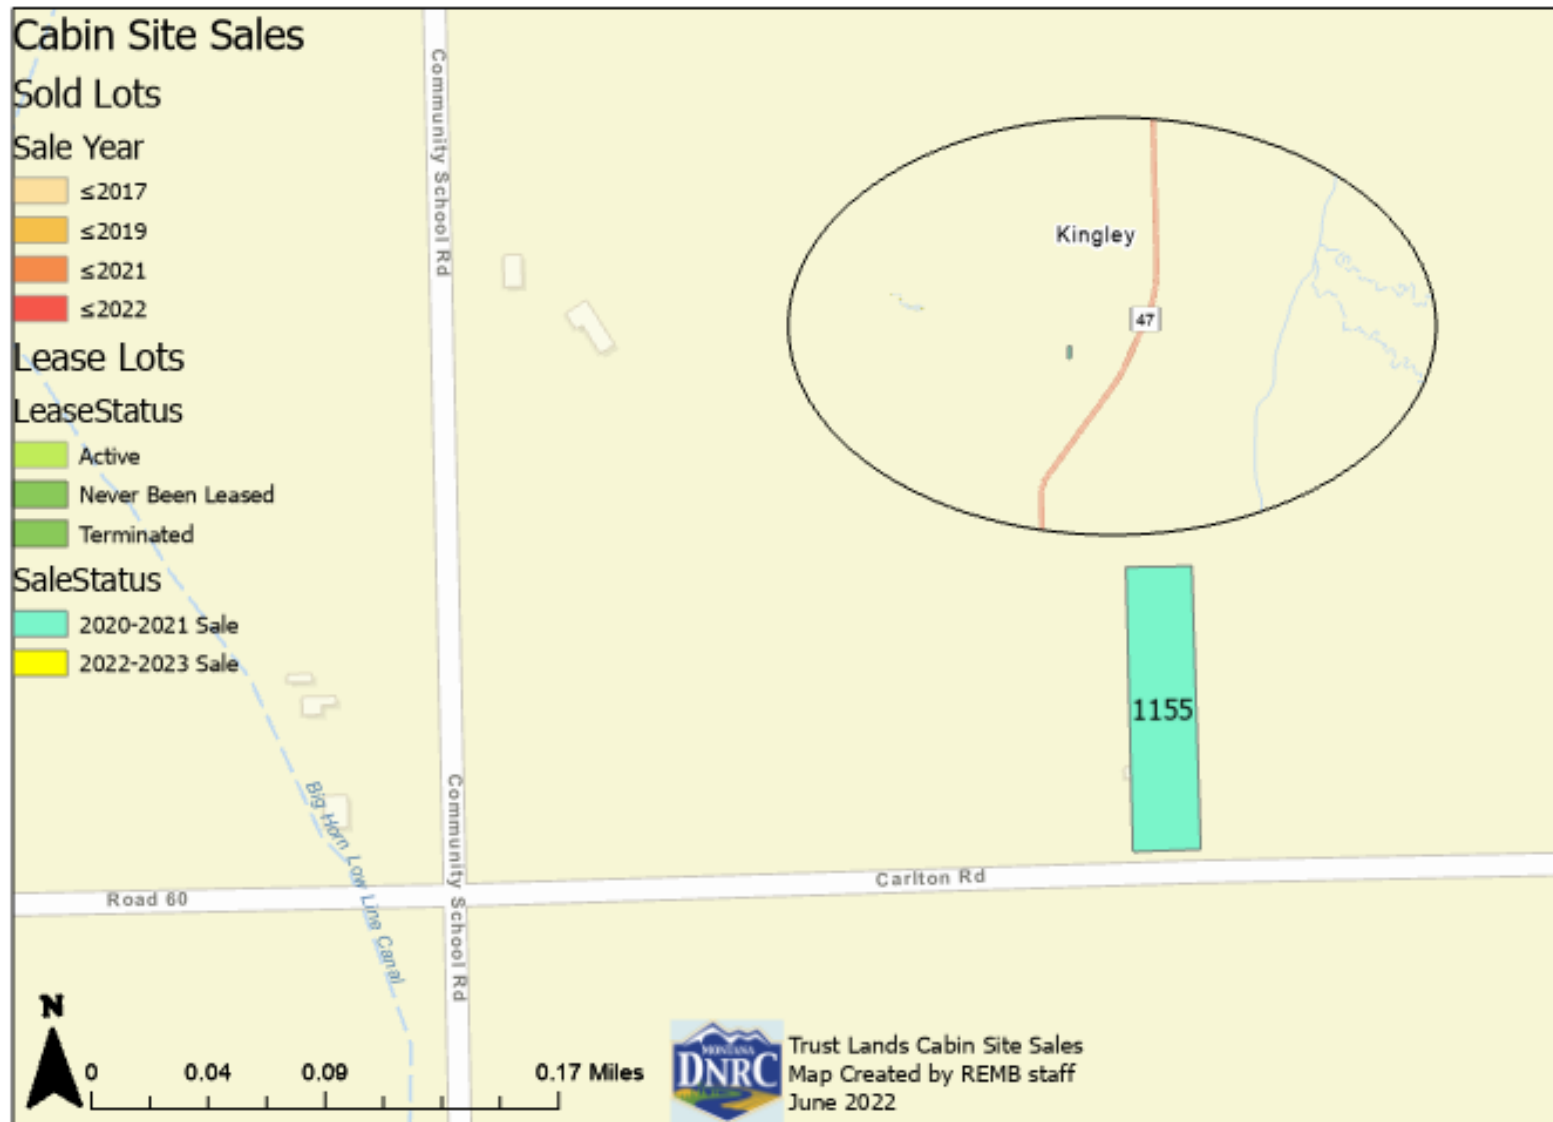 Cabin Site Sales
Sold Lots
Sale Year
≤2017
≤2019
≤2021
≤2022
Lease Lots
LeaseStatus
Active
Never Been Leased
Terminated
SaleStatus
2020-2021 Sale
2022-2023 Sale
Community School Rd
Kingley
47
1155
Community School Rd
Big Horn Low Line Canal
Road 60
Carlton Rd
N
0 0.04 0.09 0.17 Miles
MONTANA
DNRC
Trust Lands Cabin Site Sales
Map Created by REMB staff
June 2022